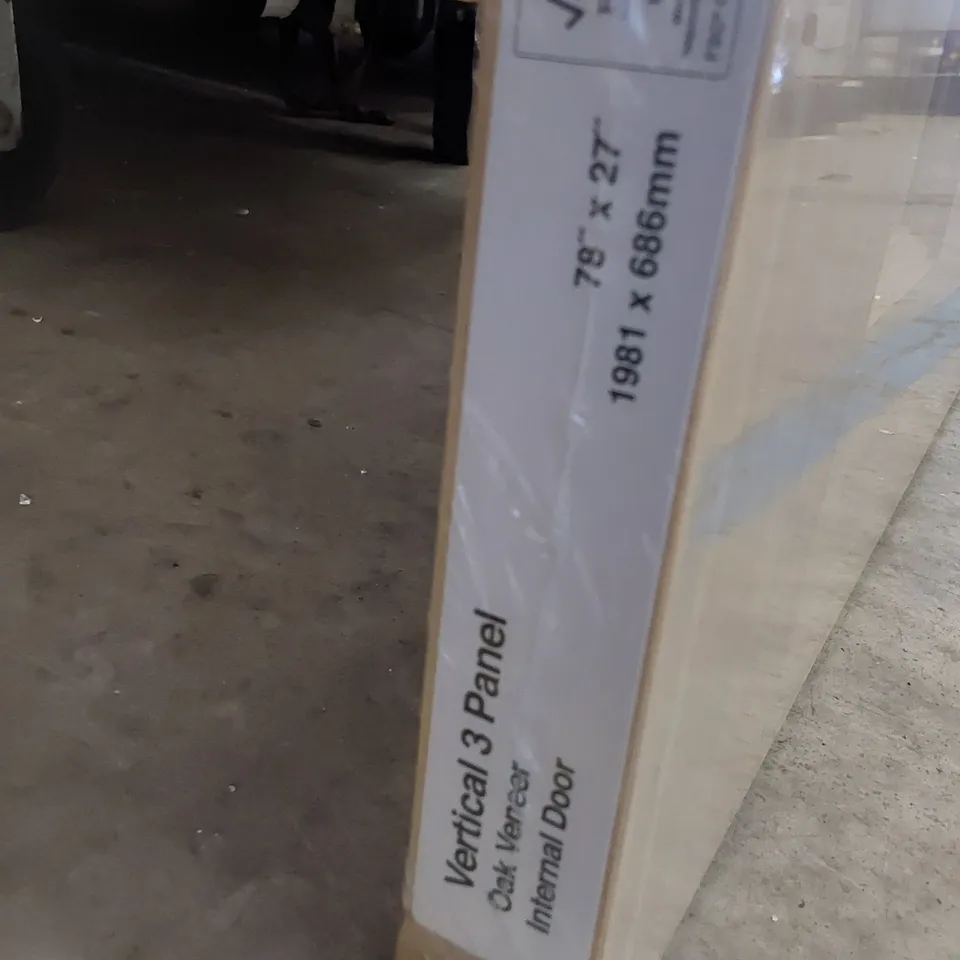 Vertical 3 Panel
Oak Veneer
Internal Door
78" x 27"
1981 x 686mm